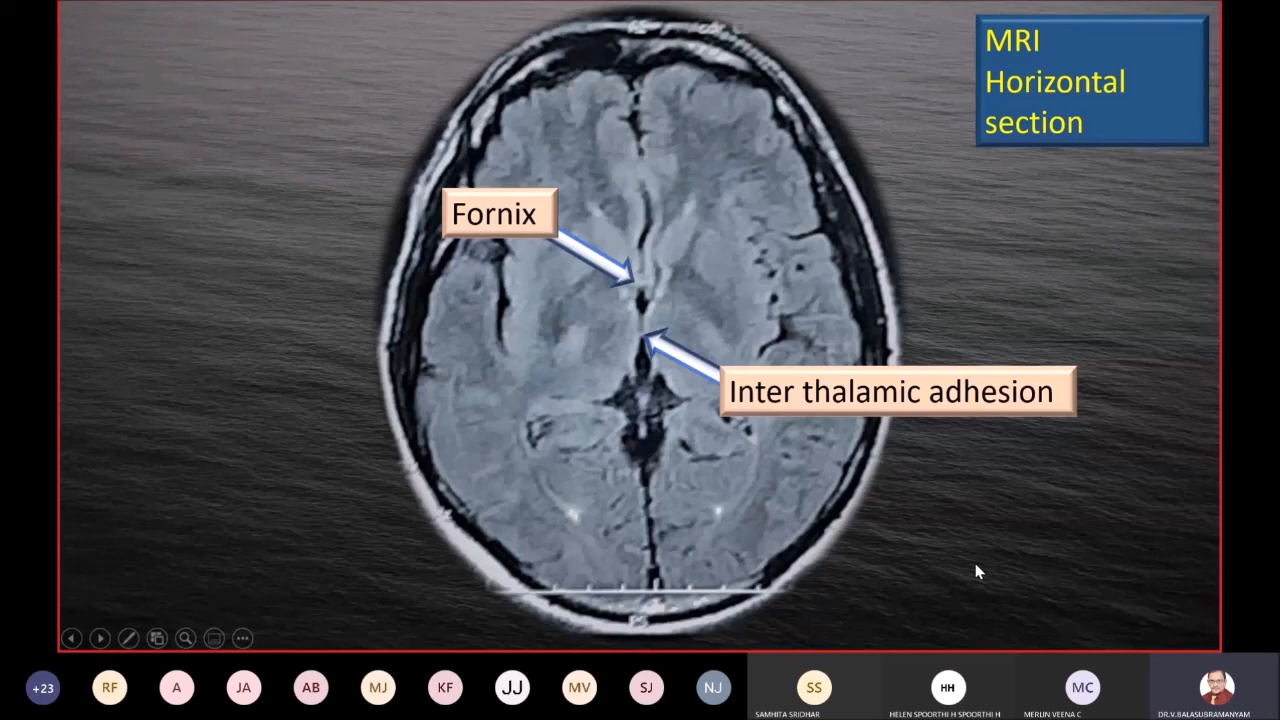 MRI
Horizontal
section
Fornix
Inter thalamic adhesion
+23
RF
A
JA
AB
MJ
KF
JJ
MV
SJ
NJ
SS
HH
MC
SAMHITA SRIDHAR
HELEN SPOORTHI H SPOORTHI H
MERLIN VEENA C
DR.V.BALASUBRAMANYAM